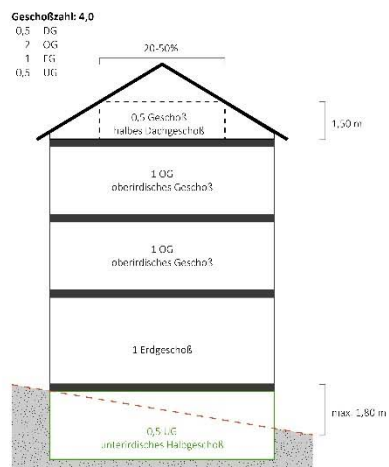 Geschoßzahl: 4,0
0,5 DG
2 OG
1 EG
0,5 UG
20-50%
0,5 Geschoß
halbes Dachgeschoß
1,50 m
1 OG
oberirdisches Geschoß
1 OG
oberirdisches Geschoß
1 Erdgeschoß
max. 1,80 m
0,5 UG
unterirdisches Halbgeschoß